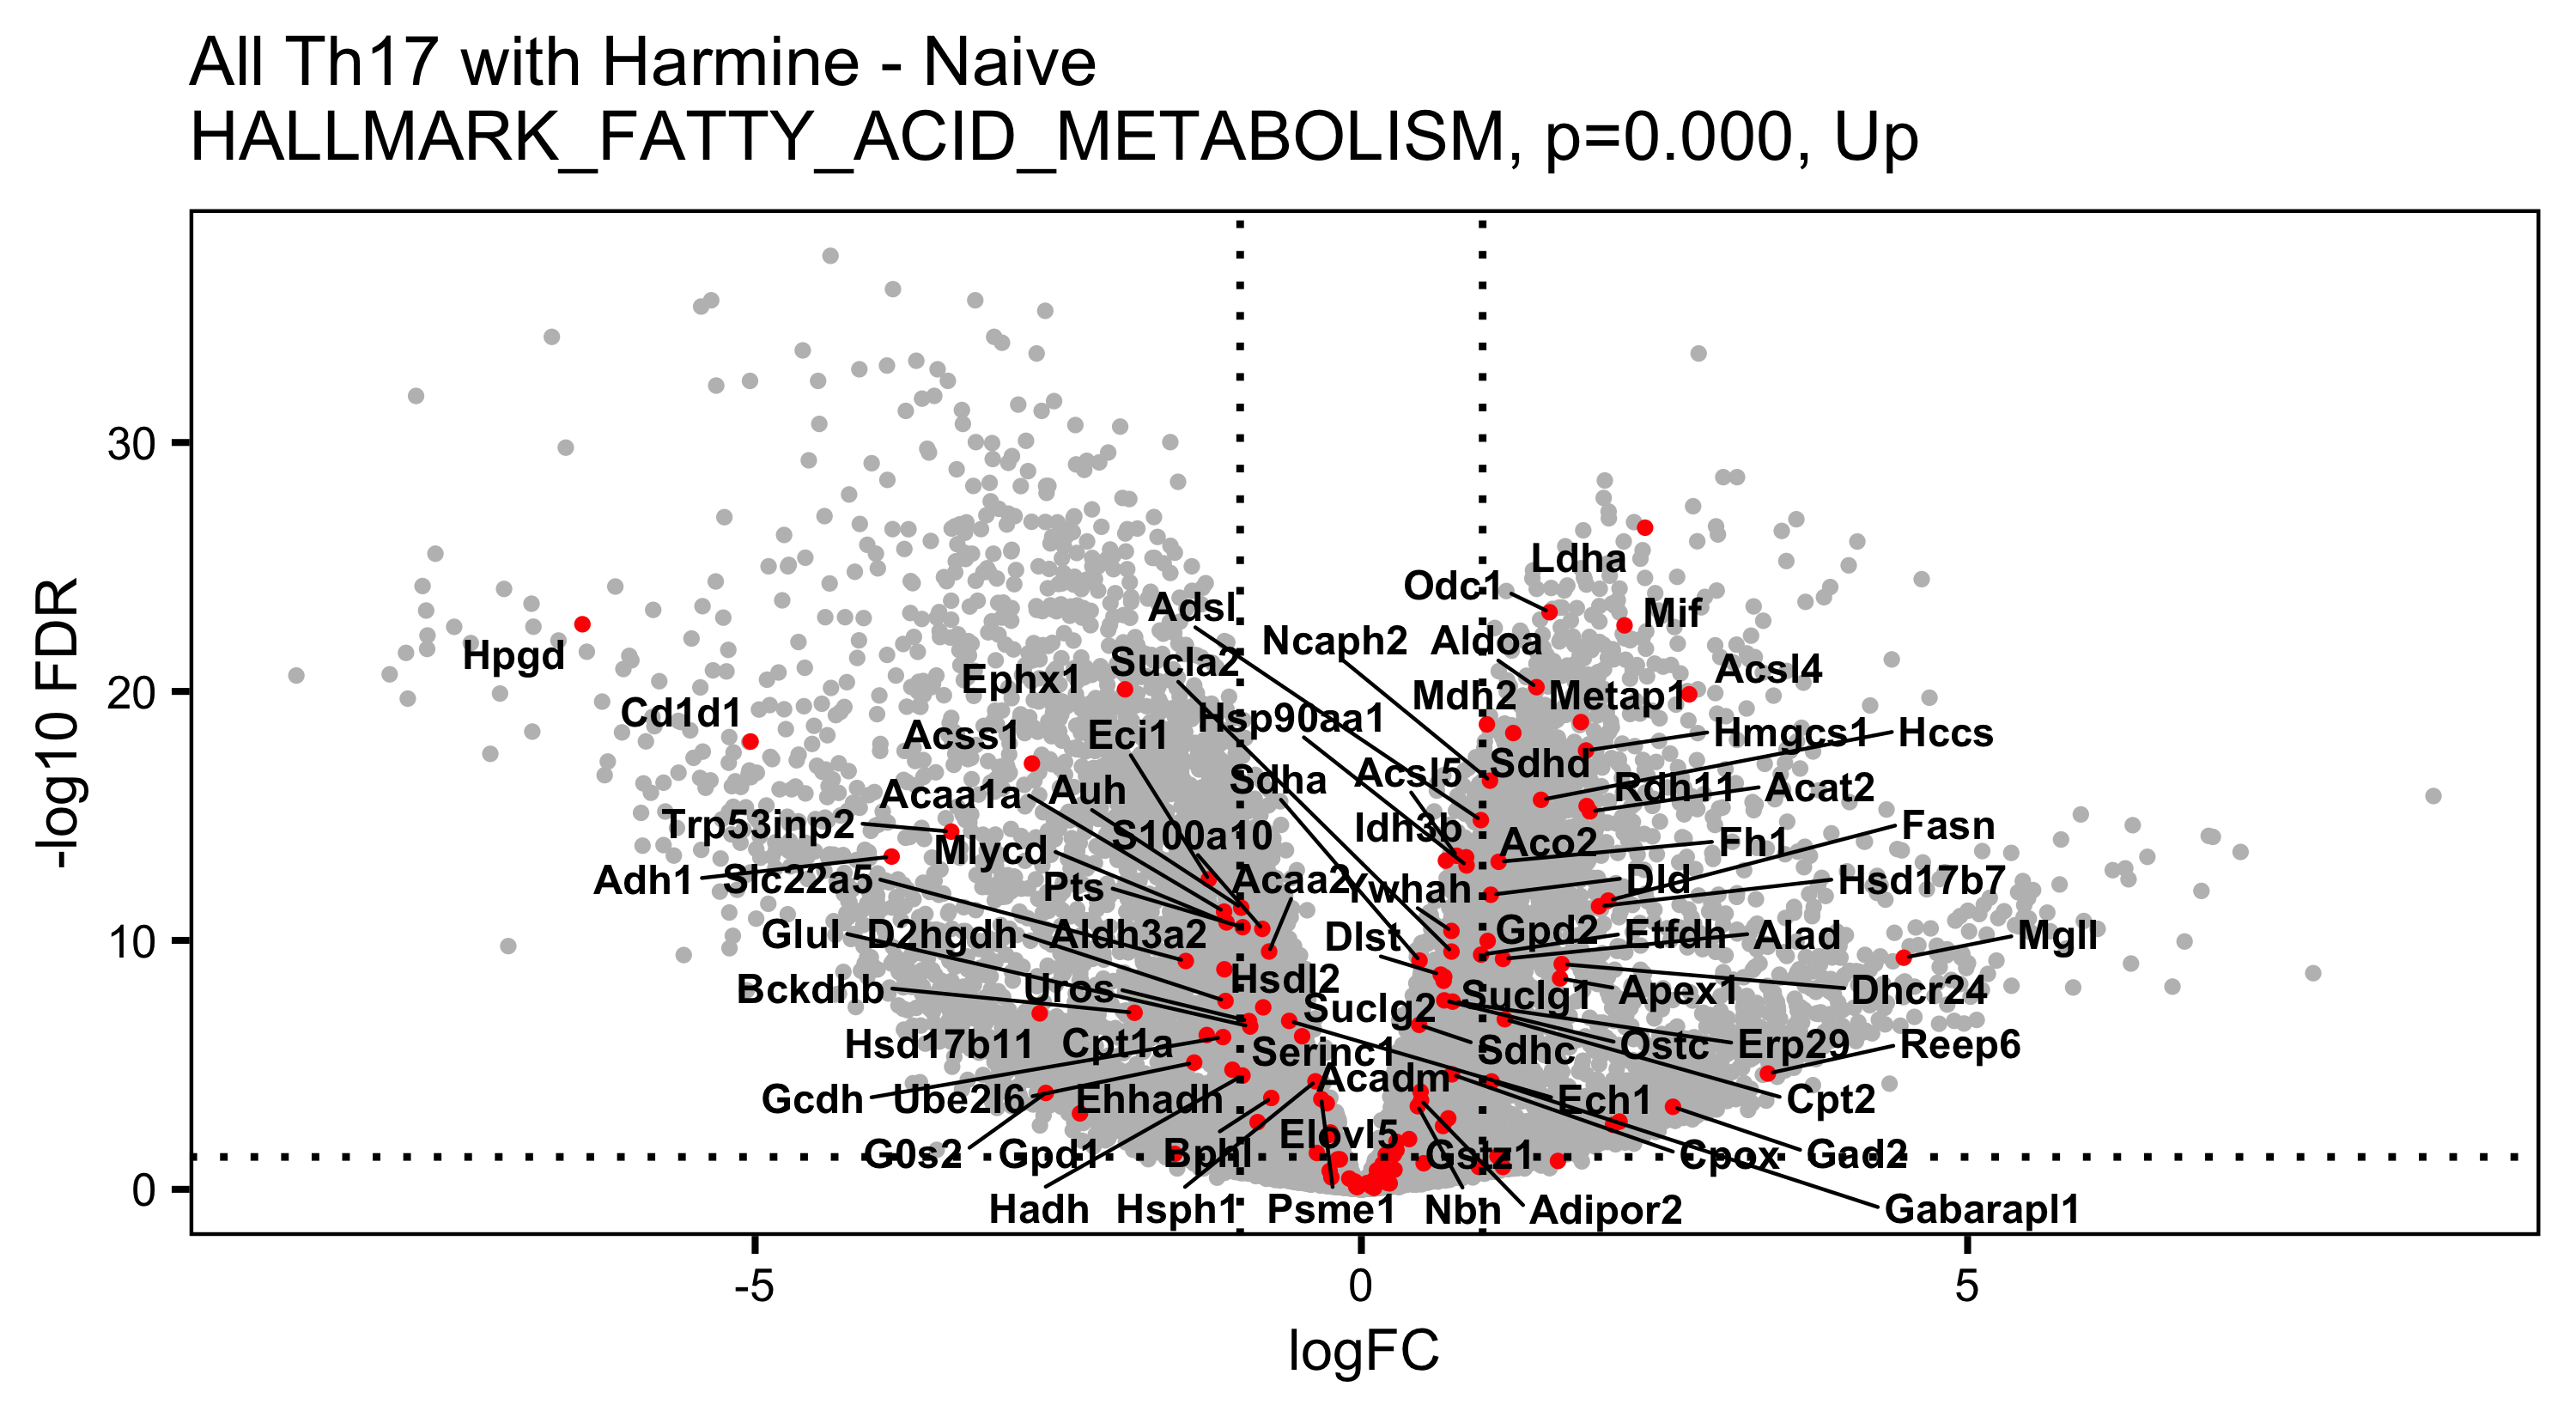 All Th17 with Harmine - Naive
HALLMARK_FATTY_ACID_METABOLISM, p=0.000, Up
-log10 FDR
30
20
10
0
Ldha
Odc1
Adsl
Mif
Ncaph2
Aldoa
Hpgd
Sucla2
Ephx1
Acsl4
Mdh2
Metap1
Cd1d1
Hsp90aa1
Acss1
Eci1
Hmgcs1
Hccs
Sdhd
Acsl5
Sdha
Auh
Acaa1a
Rdh11
Acat2
Trp53inp2
S100a10
Idh3b
Fasn
Aco2
Fh1
Mlycd
Adh1
Slc22a5
Pts
Acaa2
Ywhah
Dld
Hsd17b7
Glul
D2hgdh
Aldh3a2
Dlst
Gpd2
Etfdh
Alad
Mgll
Bckdhb
Uros
Hsdl2
Suclg2
Suclg1
Apex1
Dhcr24
Hsd17b11
Cpt1a
Serinc1
Sdhc
Ostc
Erp29
Reep6
Gcdh
Ube2l6
Ehhadh
Acadm
Ech1
Cpt2
G0s2
Gpd1
Bphl
Elovl5
Gstz1
Cpox
Gad2
Hadh
Hsph1
Psme1
Nbn
Adipor2
Gabarapl1
-5
0
5
logFC